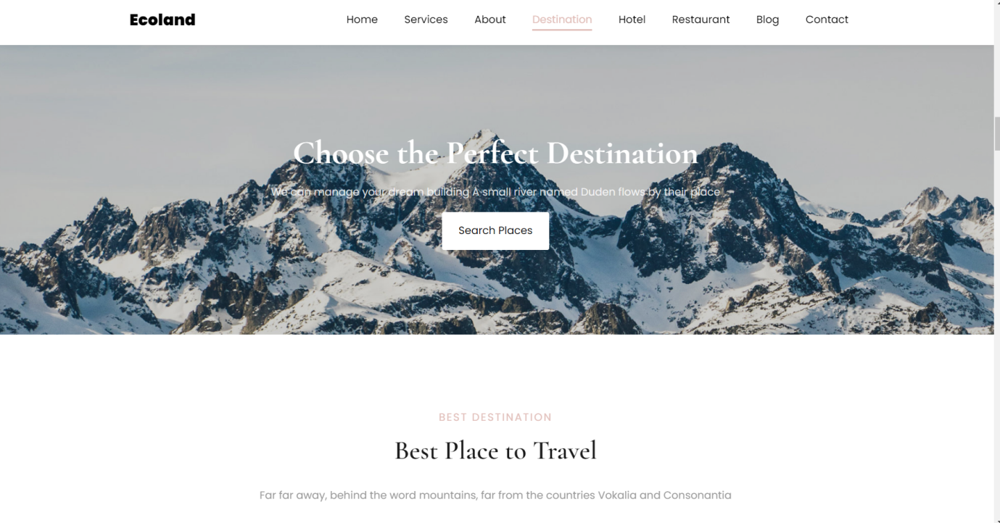 Ecoland
Home Services About Destination Hotel Restaurant Blog Contact
Choose the Perfect Destination
We can manage your dream building A small river named Duden flows by their place
Search Places
BEST DESTINATION
Best Place to Travel
Far far away, behind the word mountains, far from the countries Vokalia and Consonantia